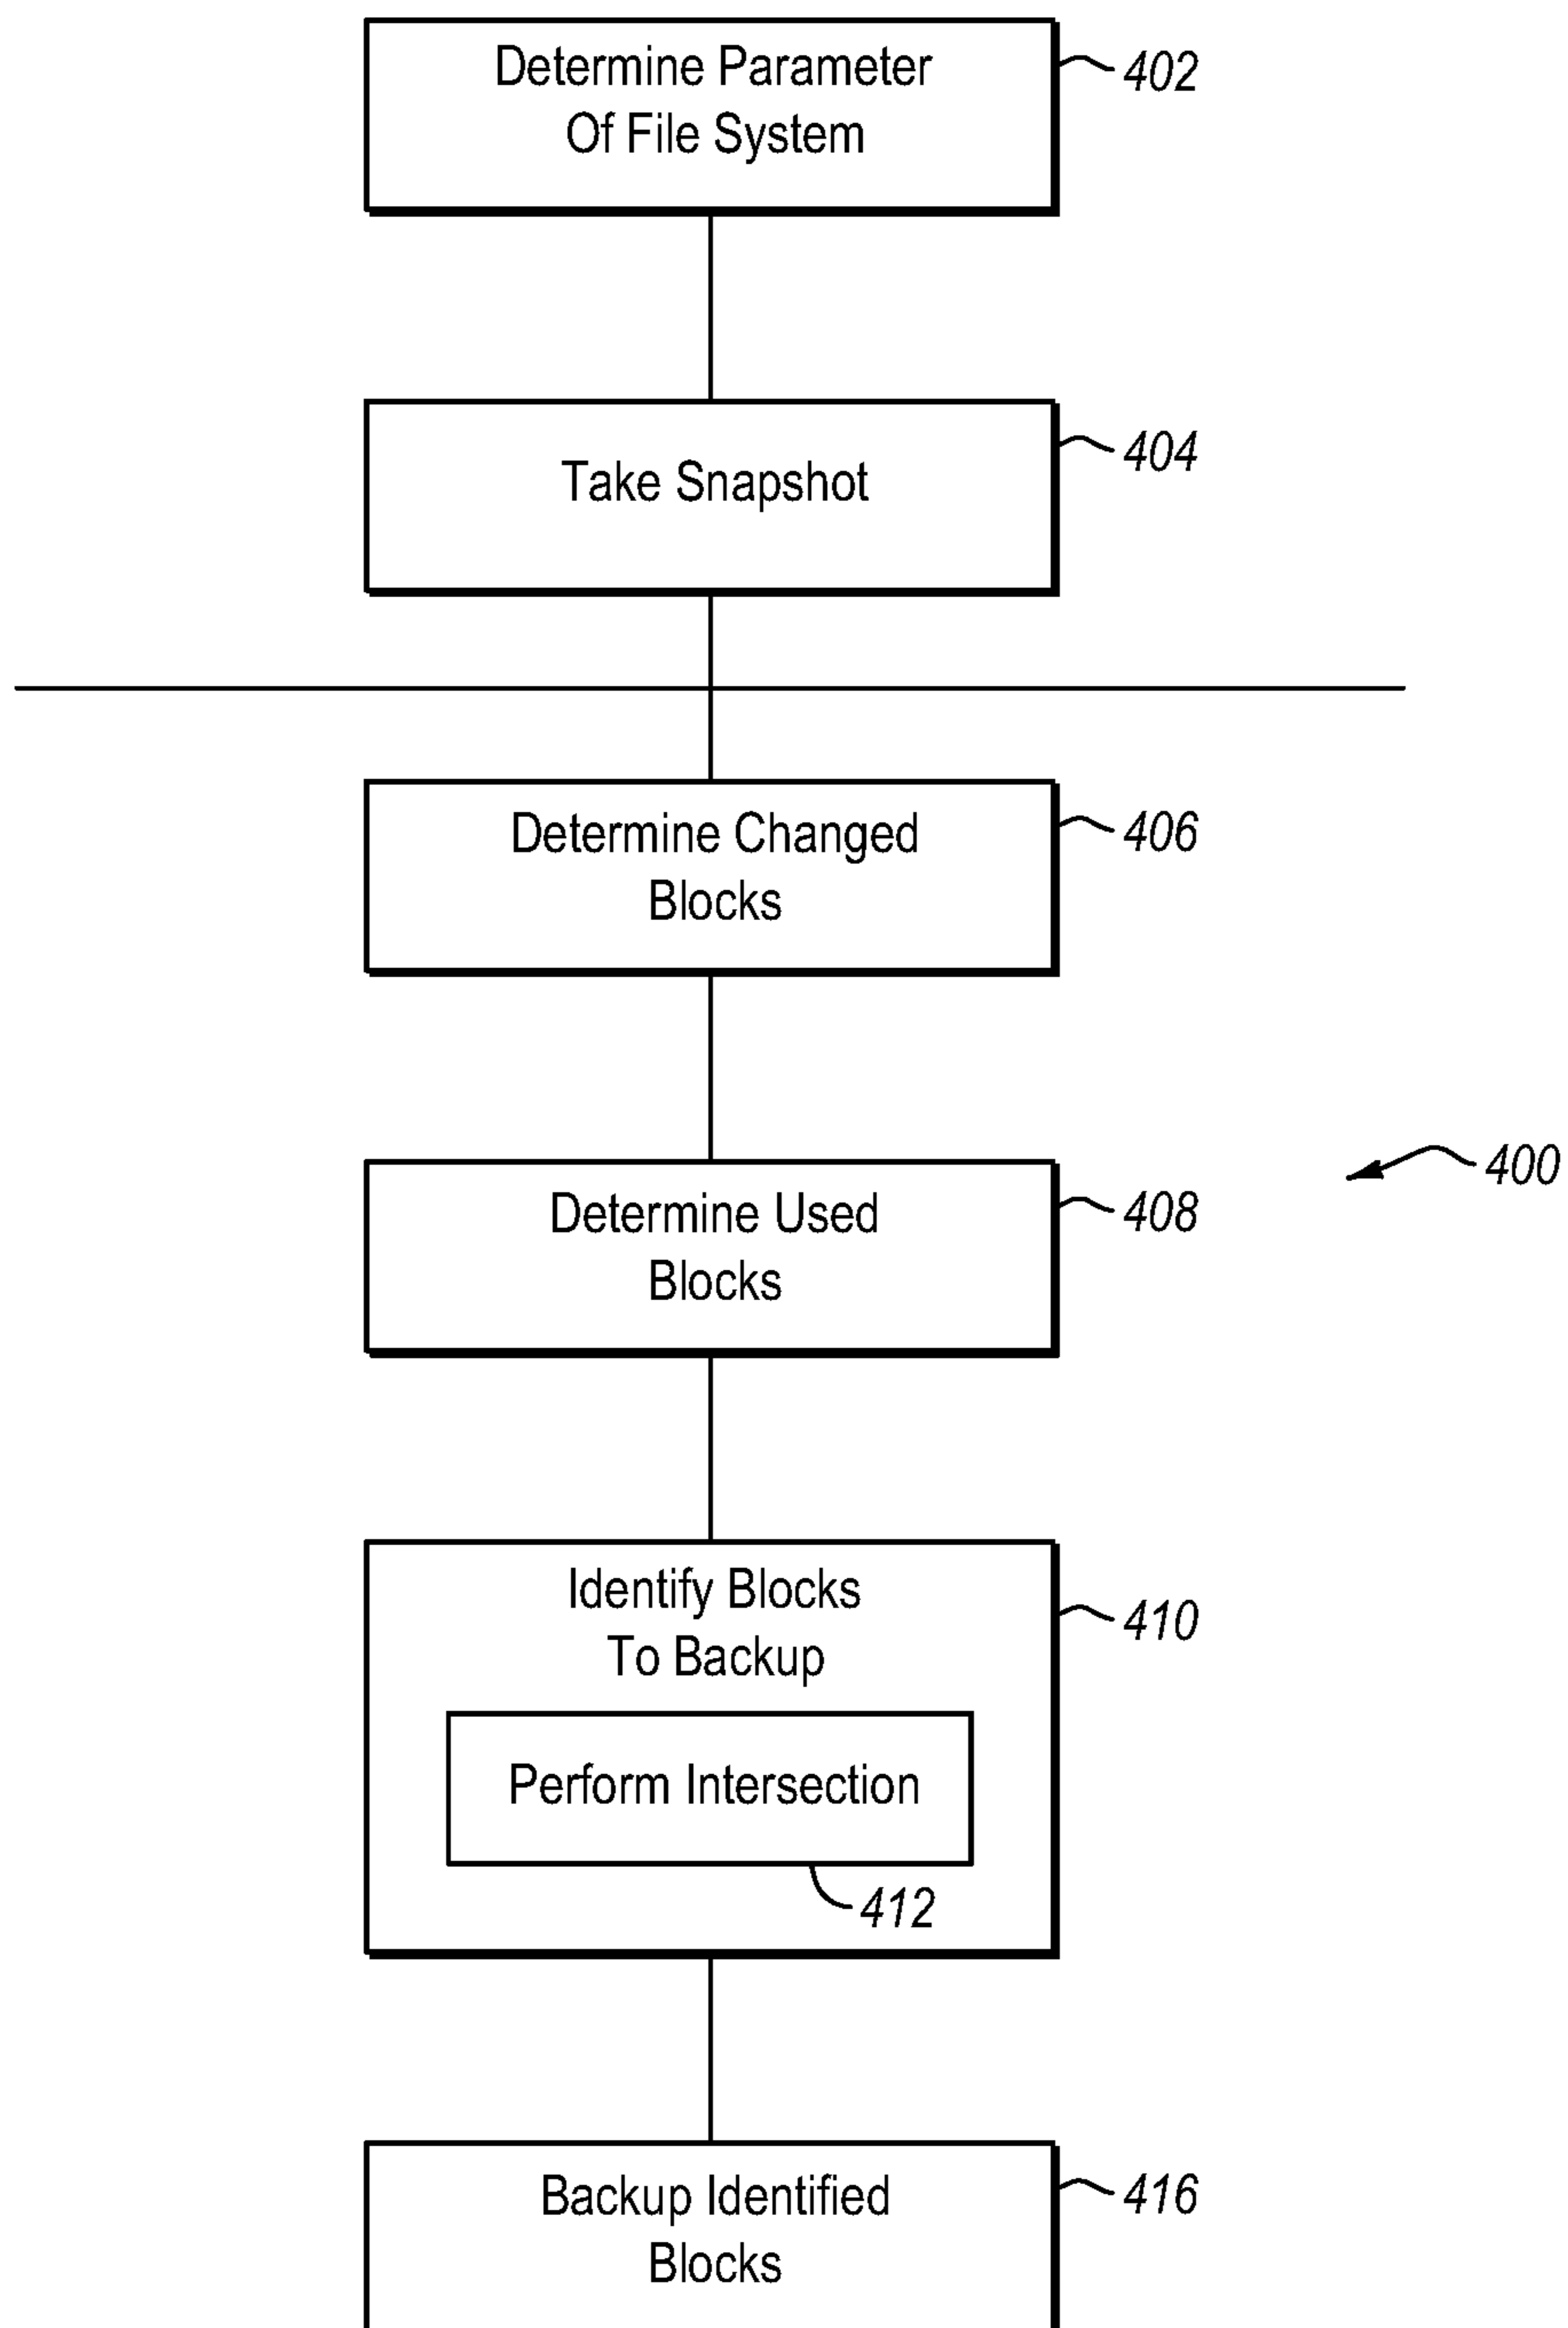 Determine Parameter
Of File System
402
Take Snapshot
404
Determine Changed
Blocks
406
400
Determine Used
Blocks
408
Identify Blocks
To Backup
410
Perform Intersection
412
Backup Identified
Blocks
416